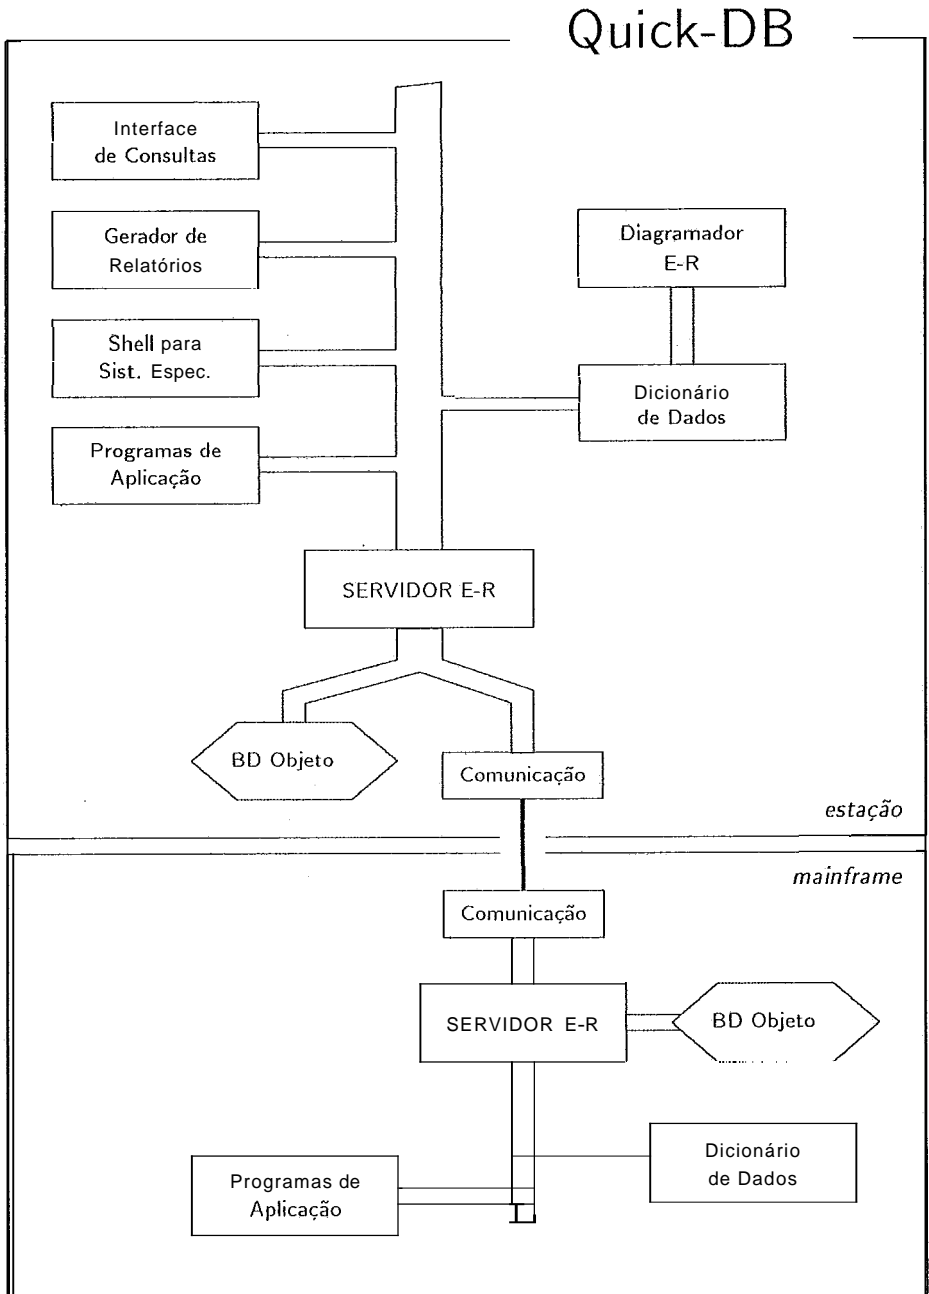 Quick-DB
Interface
de Consultas
Gerador de
Relatórios
Diagramador
E-R
Shell para
Sist. Espec.
Dicionário
de Dados
Programas de
Aplicação
SERVIDOR E-R
BD Objeto
Comunicação
estação
mainframe
Comunicação
SERVIDOR E-R
BD Objeto
Dicionário
de Dados
Programas de
Aplicação